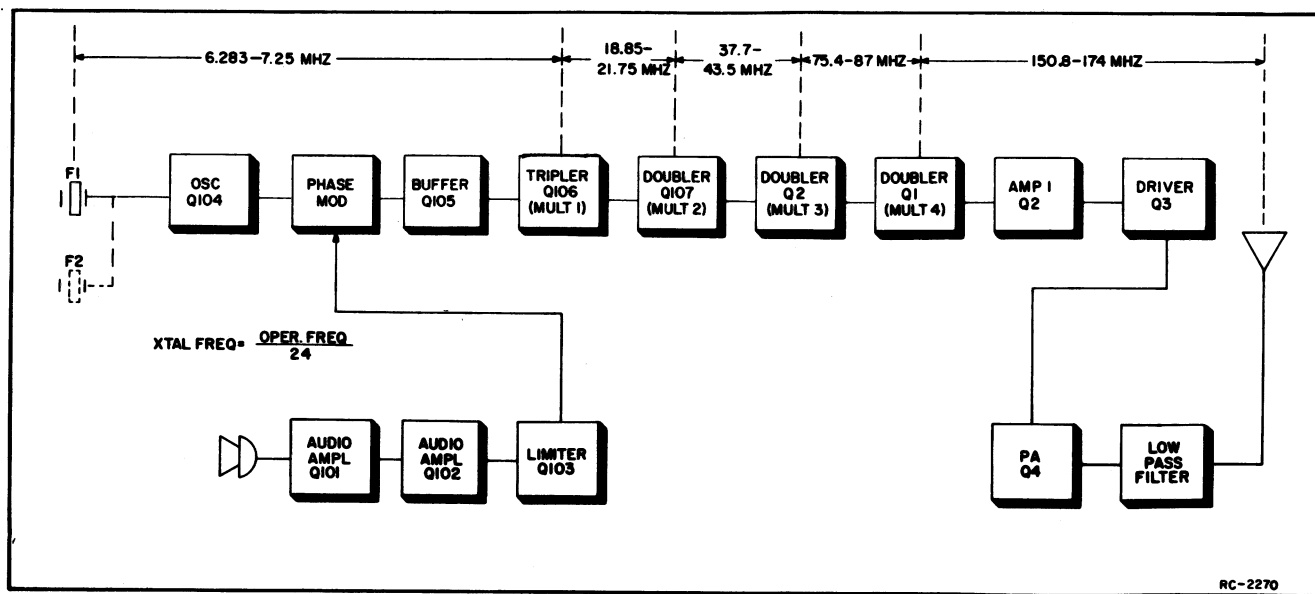 6.283-7.25 MHZ
18.85-
21.75 MHZ
37.7-
43.5 MHZ
75.4-87 MHZ
150.8-174 MHZ
F1
OSC
Q104
PHASE
MOD
BUFFER
Q105
TRIPLER
Q106
(MULT 1)
DOUBLER
Q107
(MULT 2)
DOUBLER
Q2
(MULT 3)
DOUBLER
Q1
(MULT 4)
AMP 1
Q2
DRIVER
Q3
F2
XTAL FREQ= OPER. FREQ
24
AUDIO
AMPL
Q101
AUDIO
AMPL
Q102
LIMITER
Q103
PA
Q4
LOW
PASS
FILTER
RC-2270